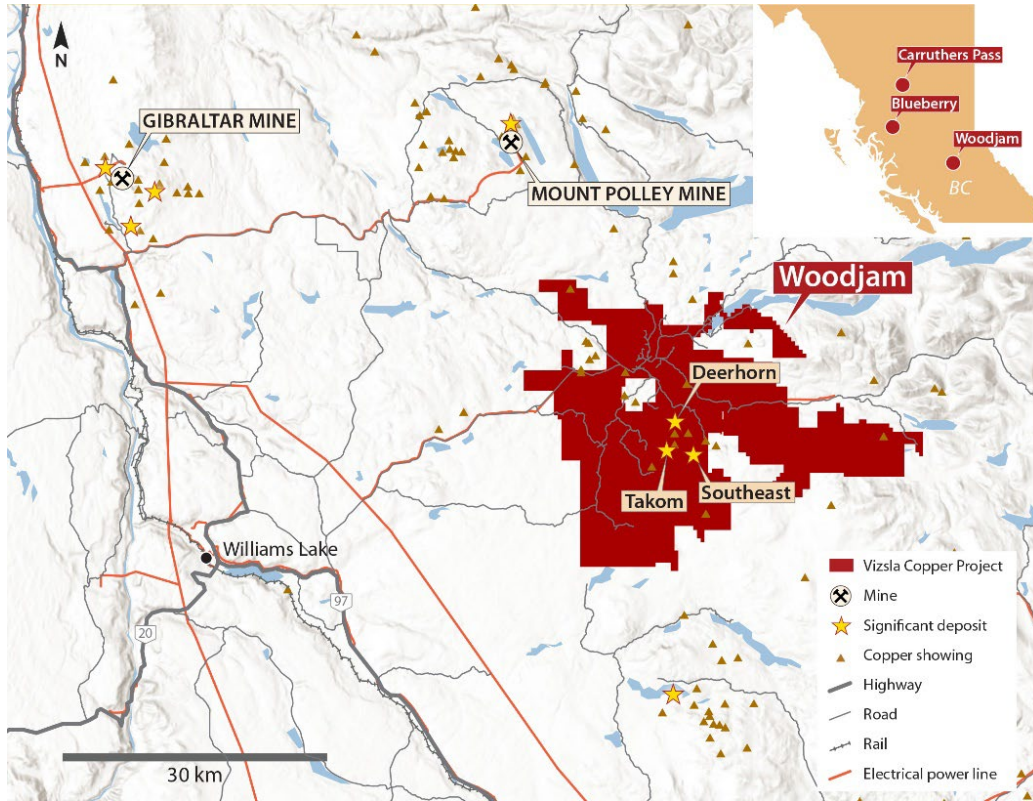 N
GIBRALTAR MINE
MOUNT POLLEY MINE
Carruthers Pass
Blueberry
Woodjam
BC
Woodjam
Deerhorn
Takom
Southeast
Williams Lake
97
20
30 km
Vizsla Copper Project
Mine
Significant deposit
Copper showing
Highway
Road
Rail
Electrical power line